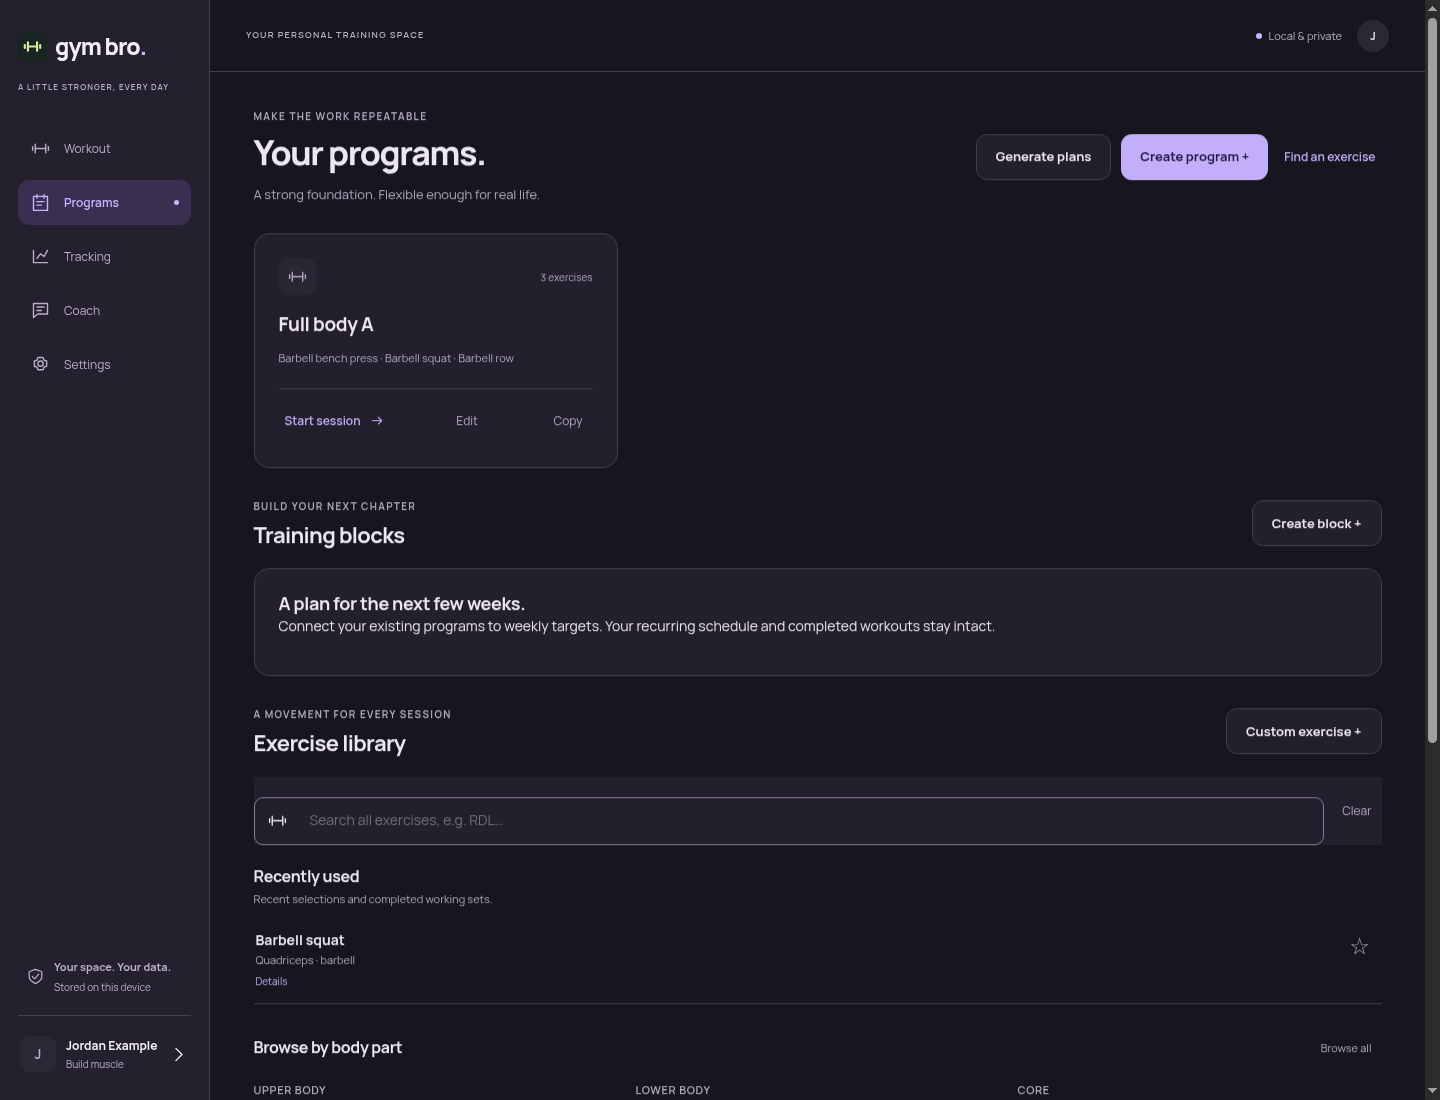 gym bro.
A LITTLE STRONGER, EVERY DAY
Workout
Programs
Tracking
Coach
Settings
Your space. Your data.
Stored on this device
J
Jordan Example
Build muscle
YOUR PERSONAL TRAINING SPACE
Local & private
J
MAKE THE WORK REPEATABLE
Your programs.
A strong foundation. Flexible enough for real life.
Generate plans
Create program +
Find an exercise
3 exercises
Full body A
Barbell bench press · Barbell squat · Barbell row
Start session →
Edit
Copy
BUILD YOUR NEXT CHAPTER
Training blocks
Create block +
A plan for the next few weeks.
Connect your existing programs to weekly targets. Your recurring schedule and completed workouts stay intact.
A MOVEMENT FOR EVERY SESSION
Exercise library
Custom exercise +
Search all exercises, e.g. RDL...
Clear
Recently used
Recent selections and completed working sets.
Barbell squat
Quadriceps · barbell
Details
Browse by body part
Browse all
UPPER BODY
LOWER BODY
CORE